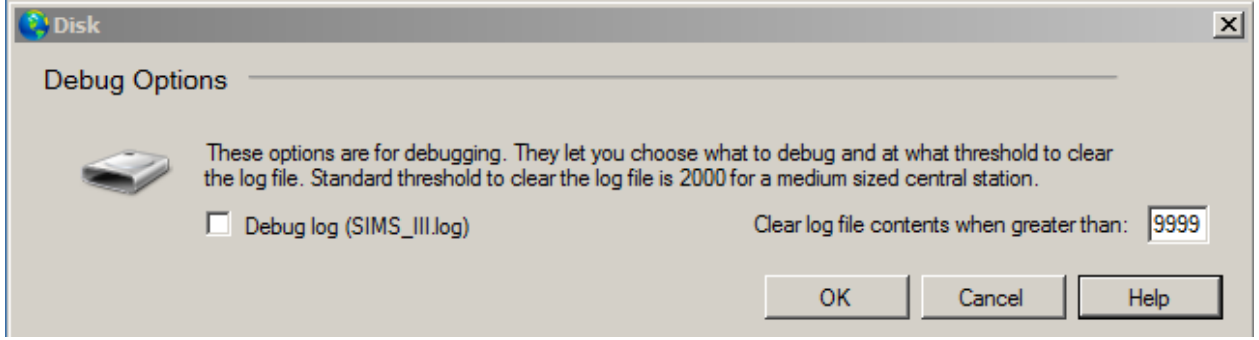 Disk
Debug Options
These options are for debugging. They let you choose what to debug and at what threshold to clear
the log file. Standard threshold to clear the log file is 2000 for a medium sized central station.
Debug log (SIMS_III.log)
Clear log file contents when greater than: 9999
OK
Cancel
Help